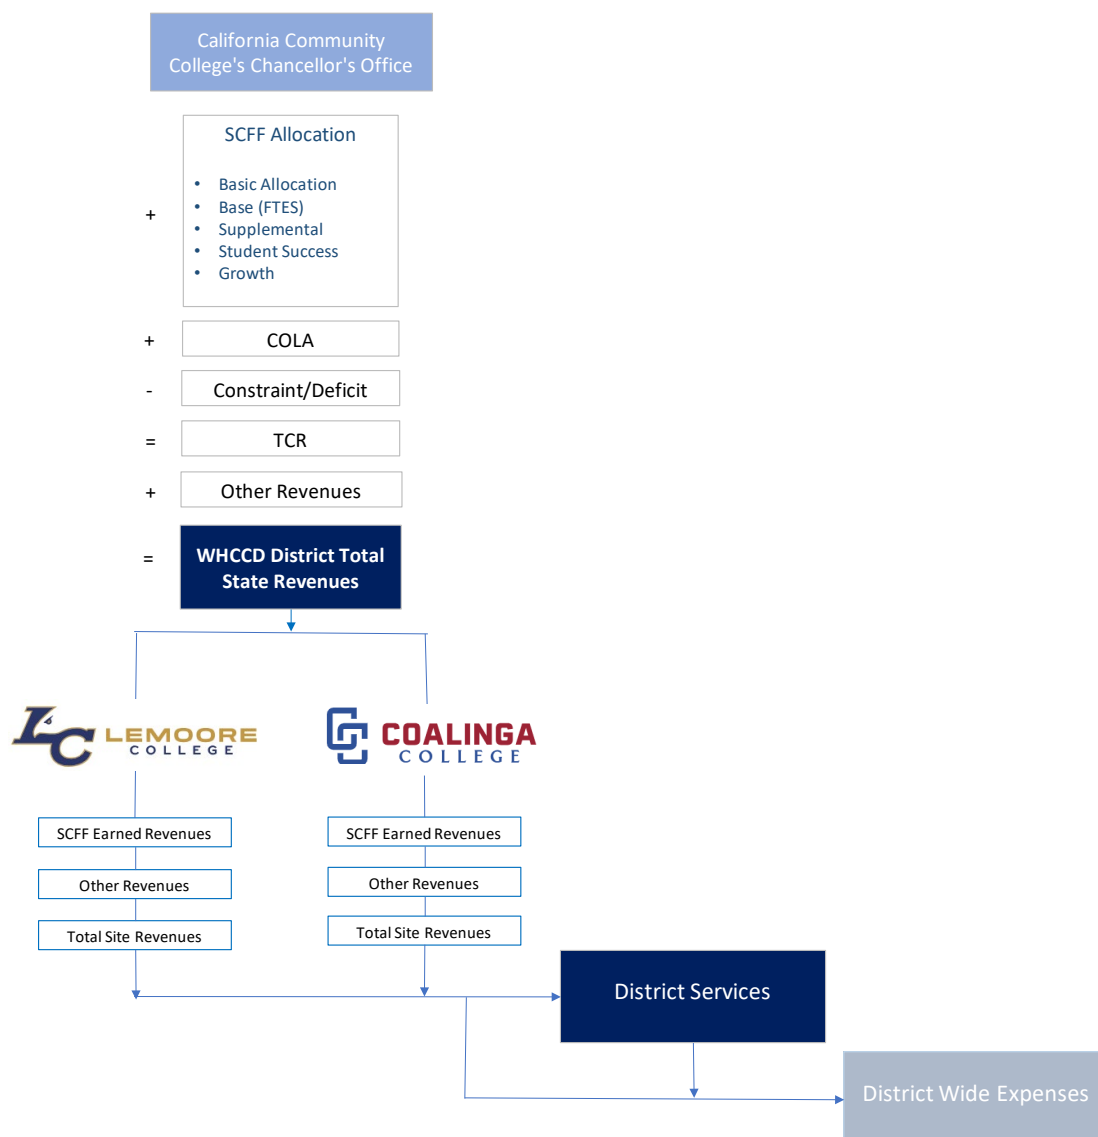 California Community
College's Chancellor's Office
SCFF Allocation
• Basic Allocation
• Base (FTES)
+
• Supplemental
• Student Success
• Growth
+ COLA
- Constraint/Deficit
= TCR
+ Other Revenues
= WHCCD District Total
State Revenues
LC LEMOORE
COLLEGE
COALINGA
COLLEGE
SCFF Earned Revenues
Other Revenues
Total Site Revenues
SCFF Earned Revenues
Other Revenues
Total Site Revenues
District Services
District Wide Expenses